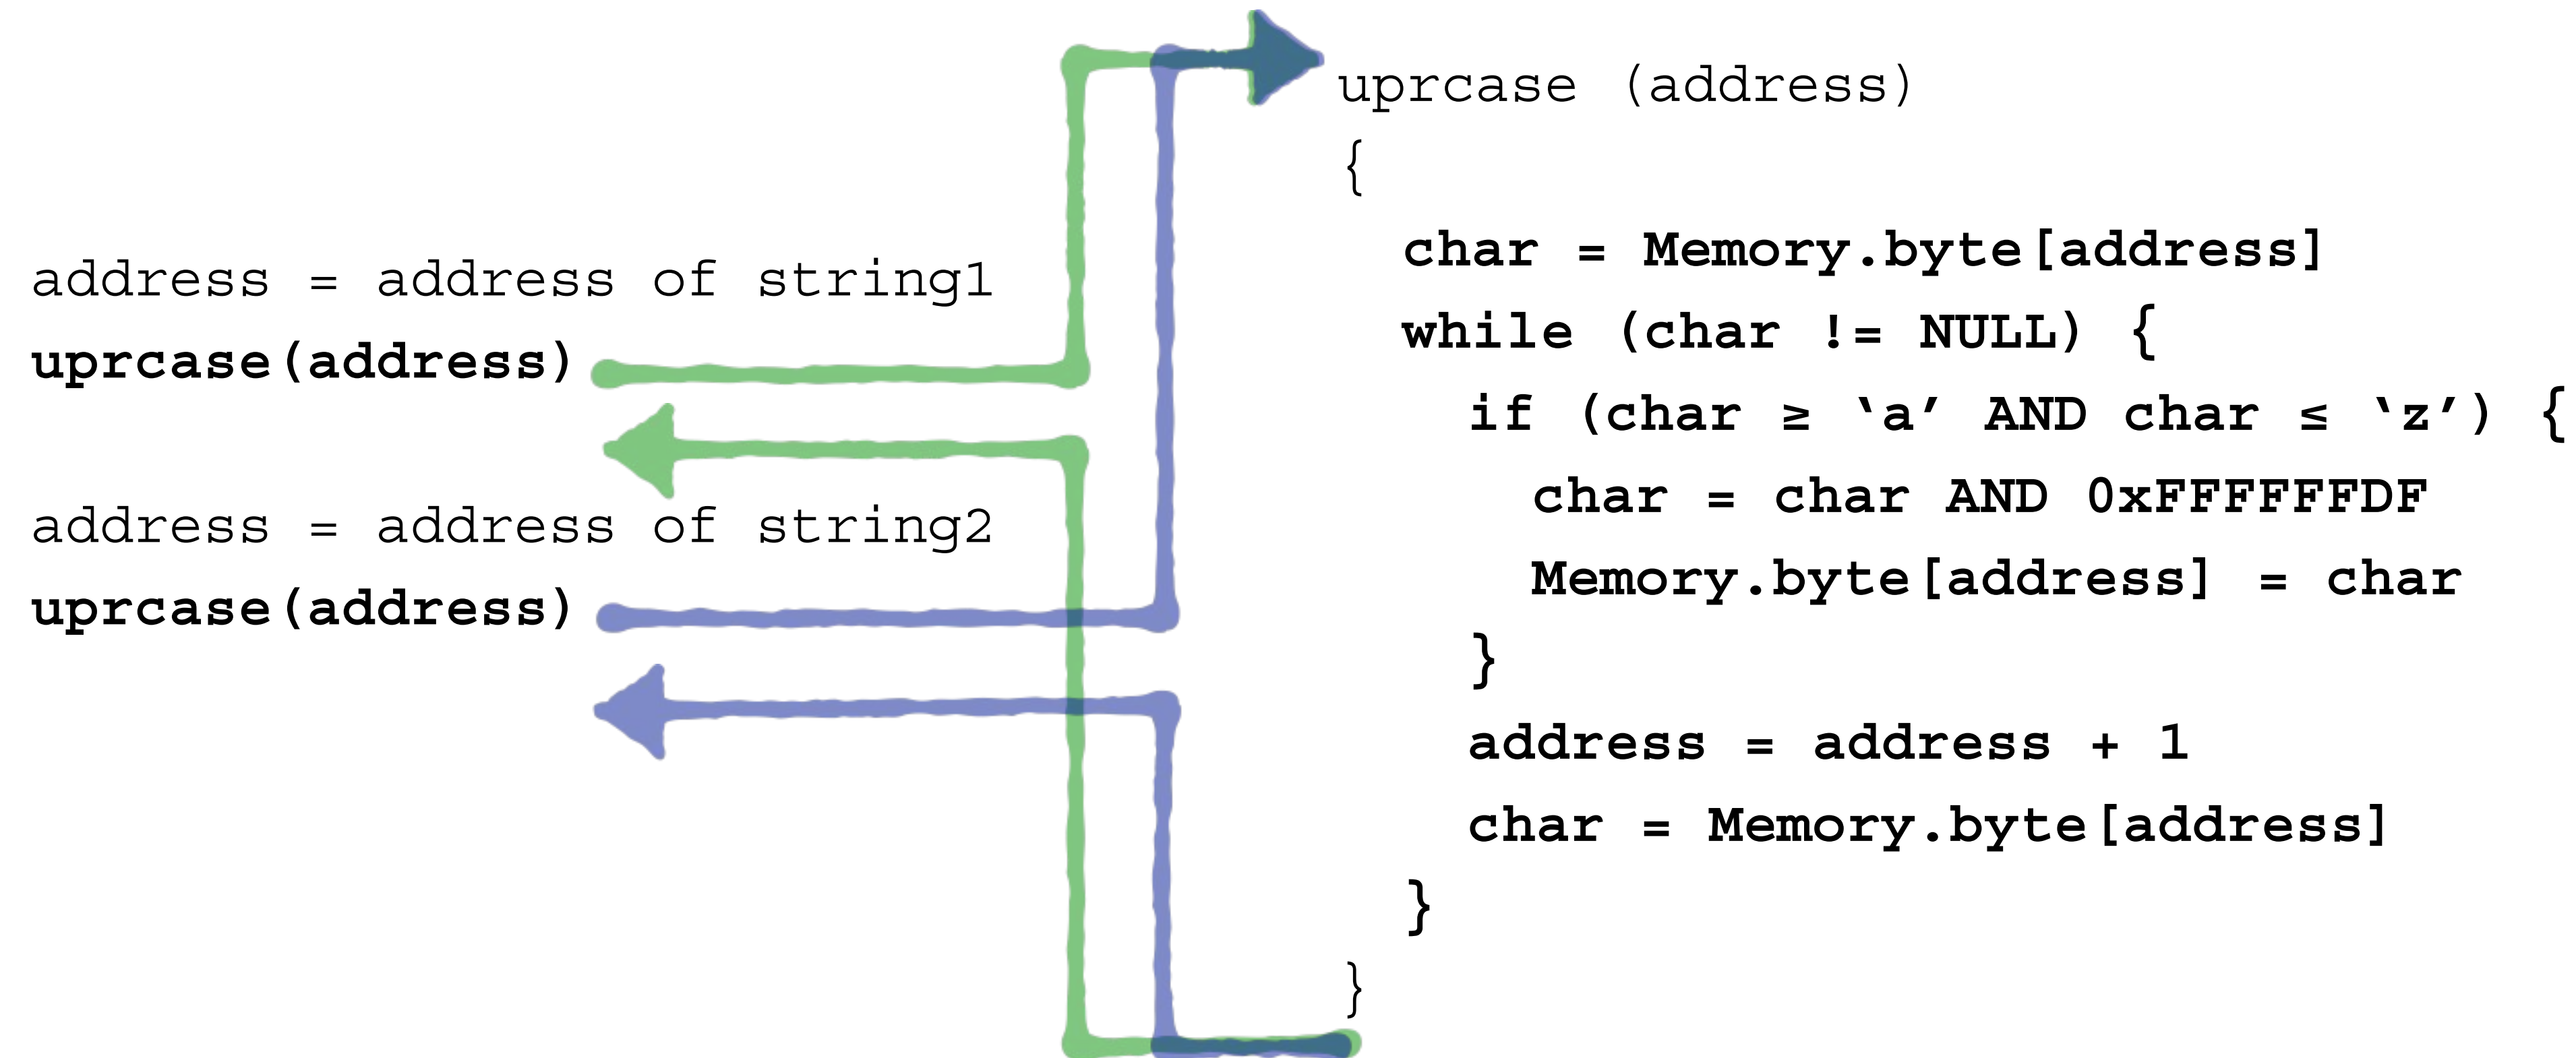 address = address of string1
uprcase(address)
address = address of string2
uprcase(address)
uprcase (address)
{
char = Memory.byte[address]
while (char != NULL) {
if (char ≥ ‘a’ AND char ≤ ‘z’) {
char = char AND 0xFFFFFFDF
Memory.byte[address] = char
}
address = address + 1
char = Memory.byte[address]
}
}